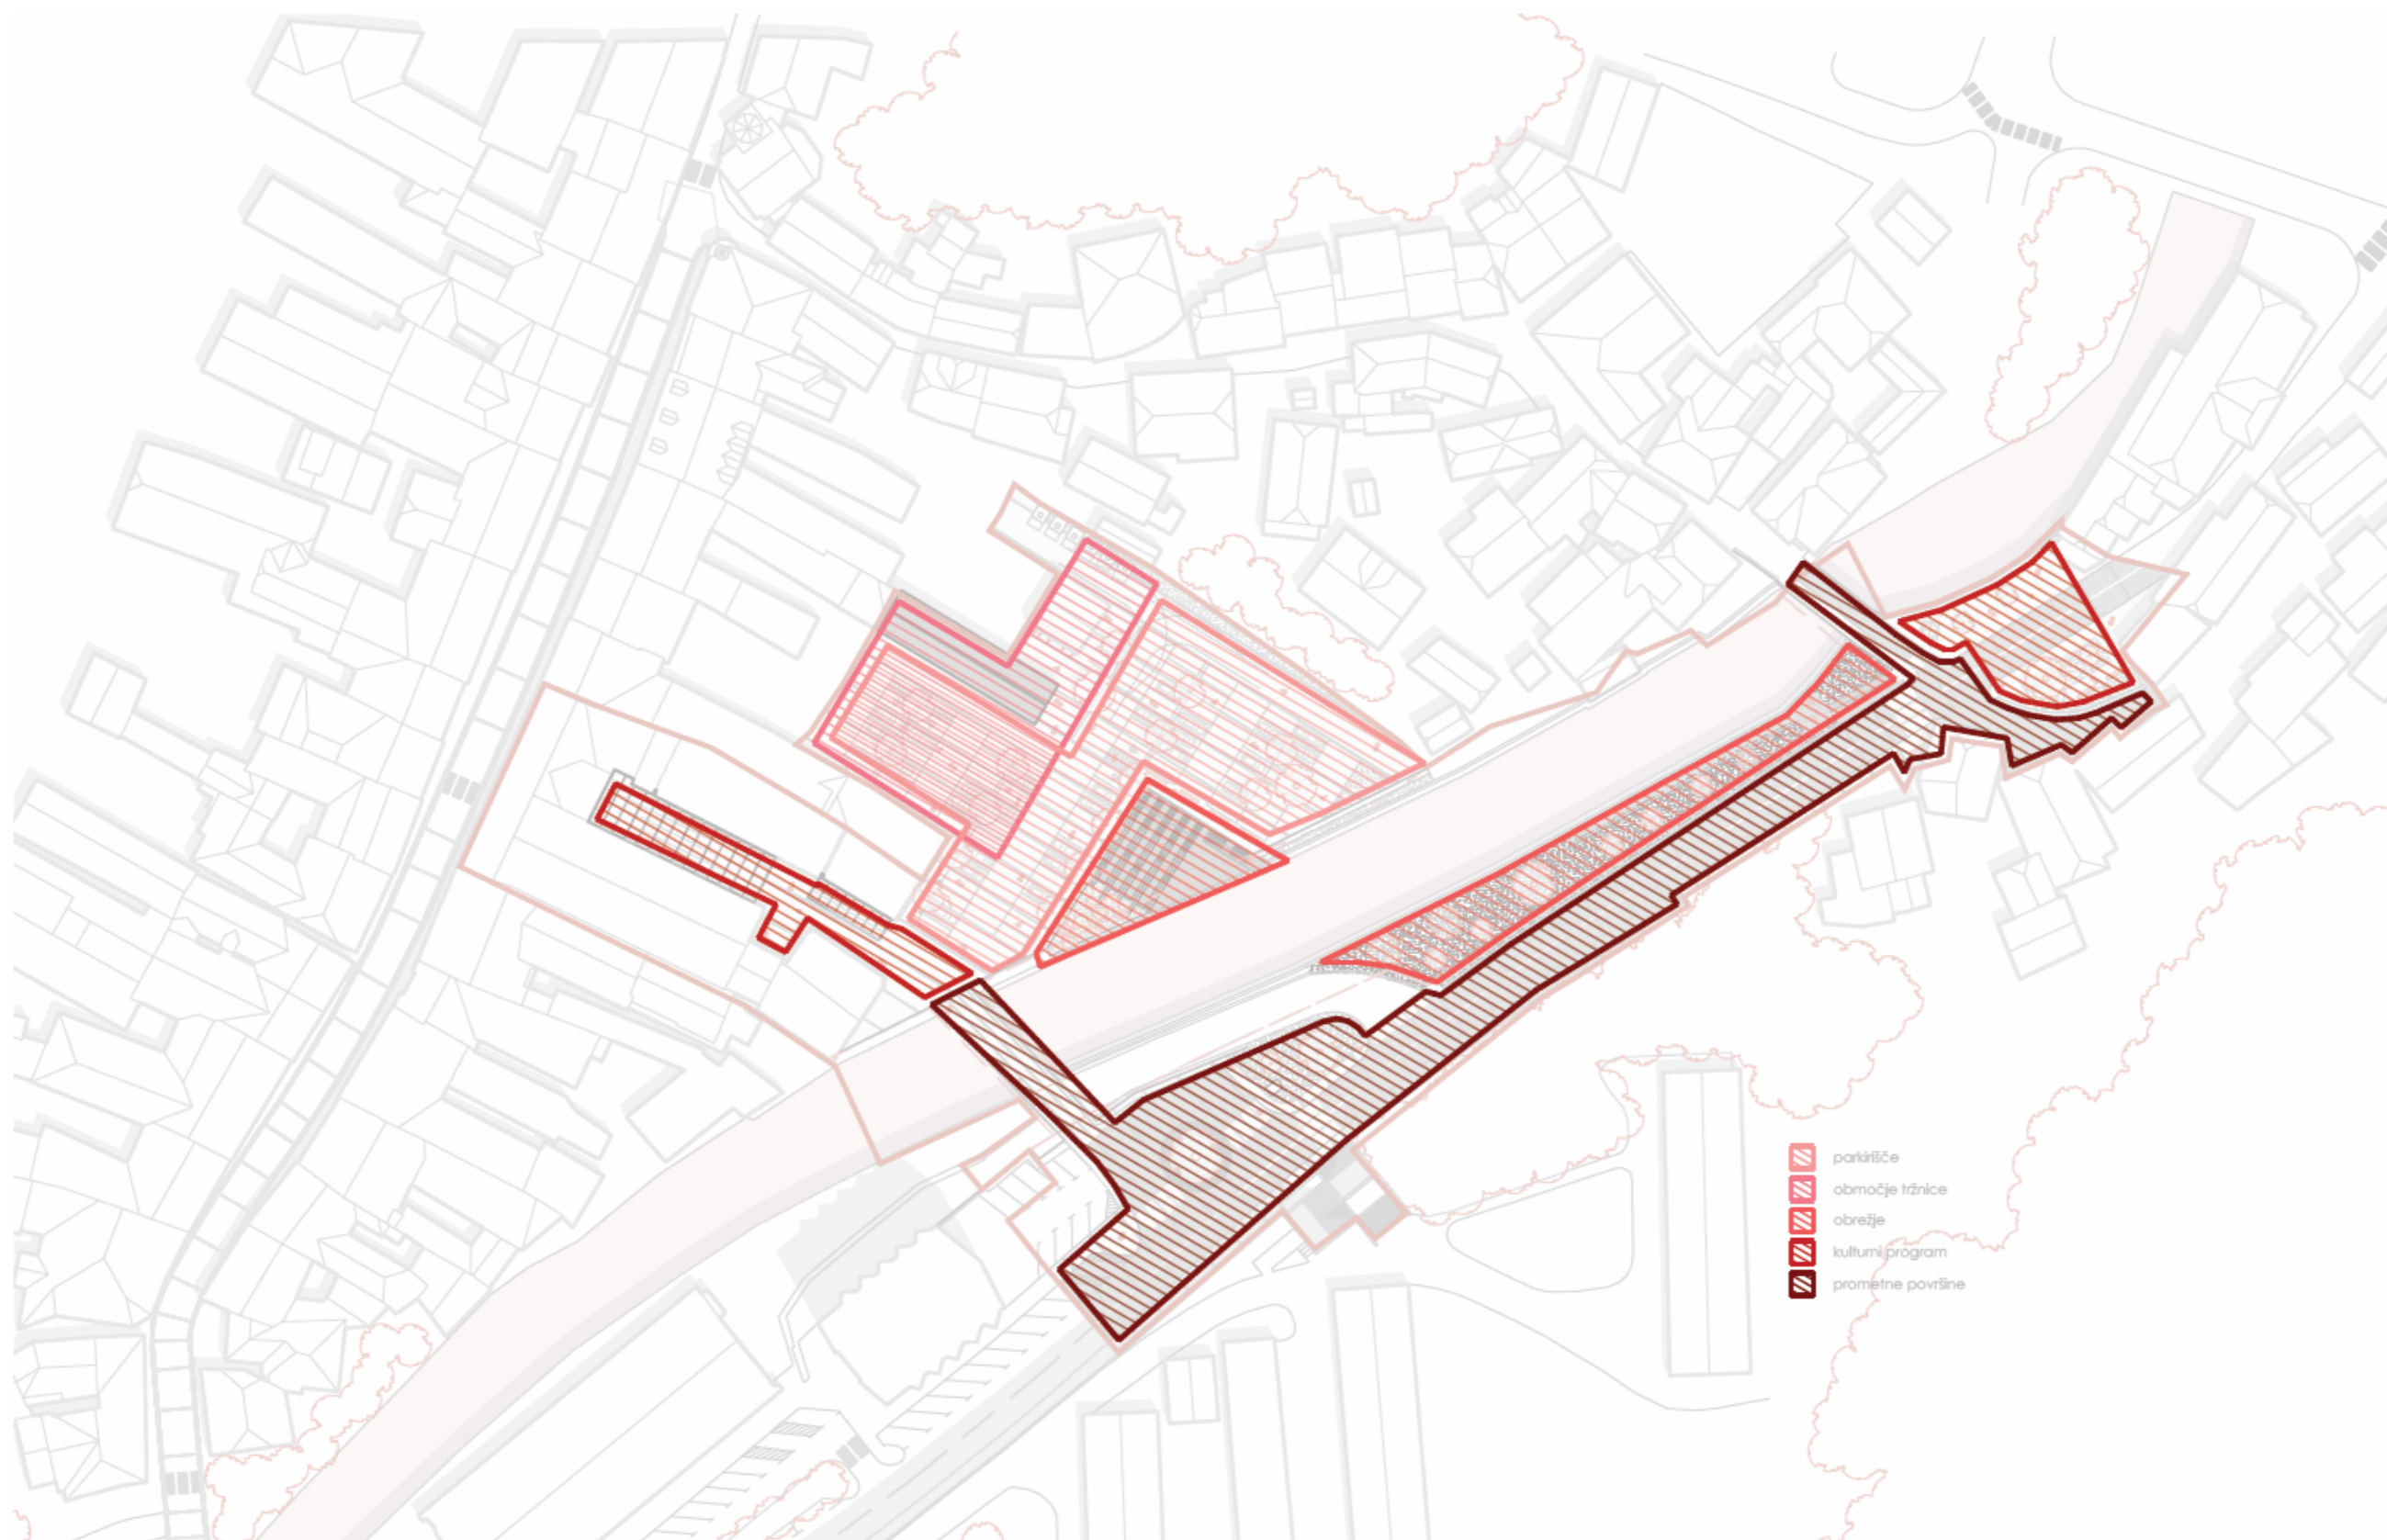 parkirišče
območje tržnice
obrežje
kulturni program
prometne površine